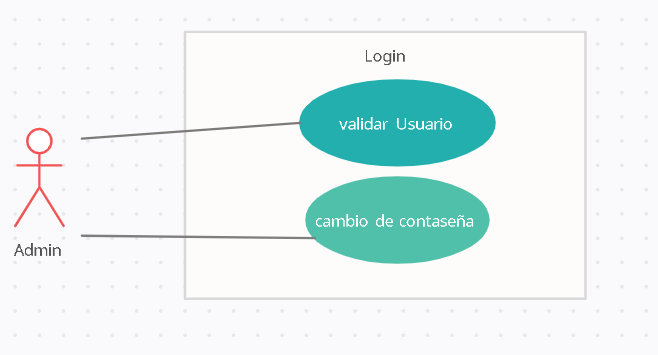 Login
validar Usuario
cambio de contaseña
Admin